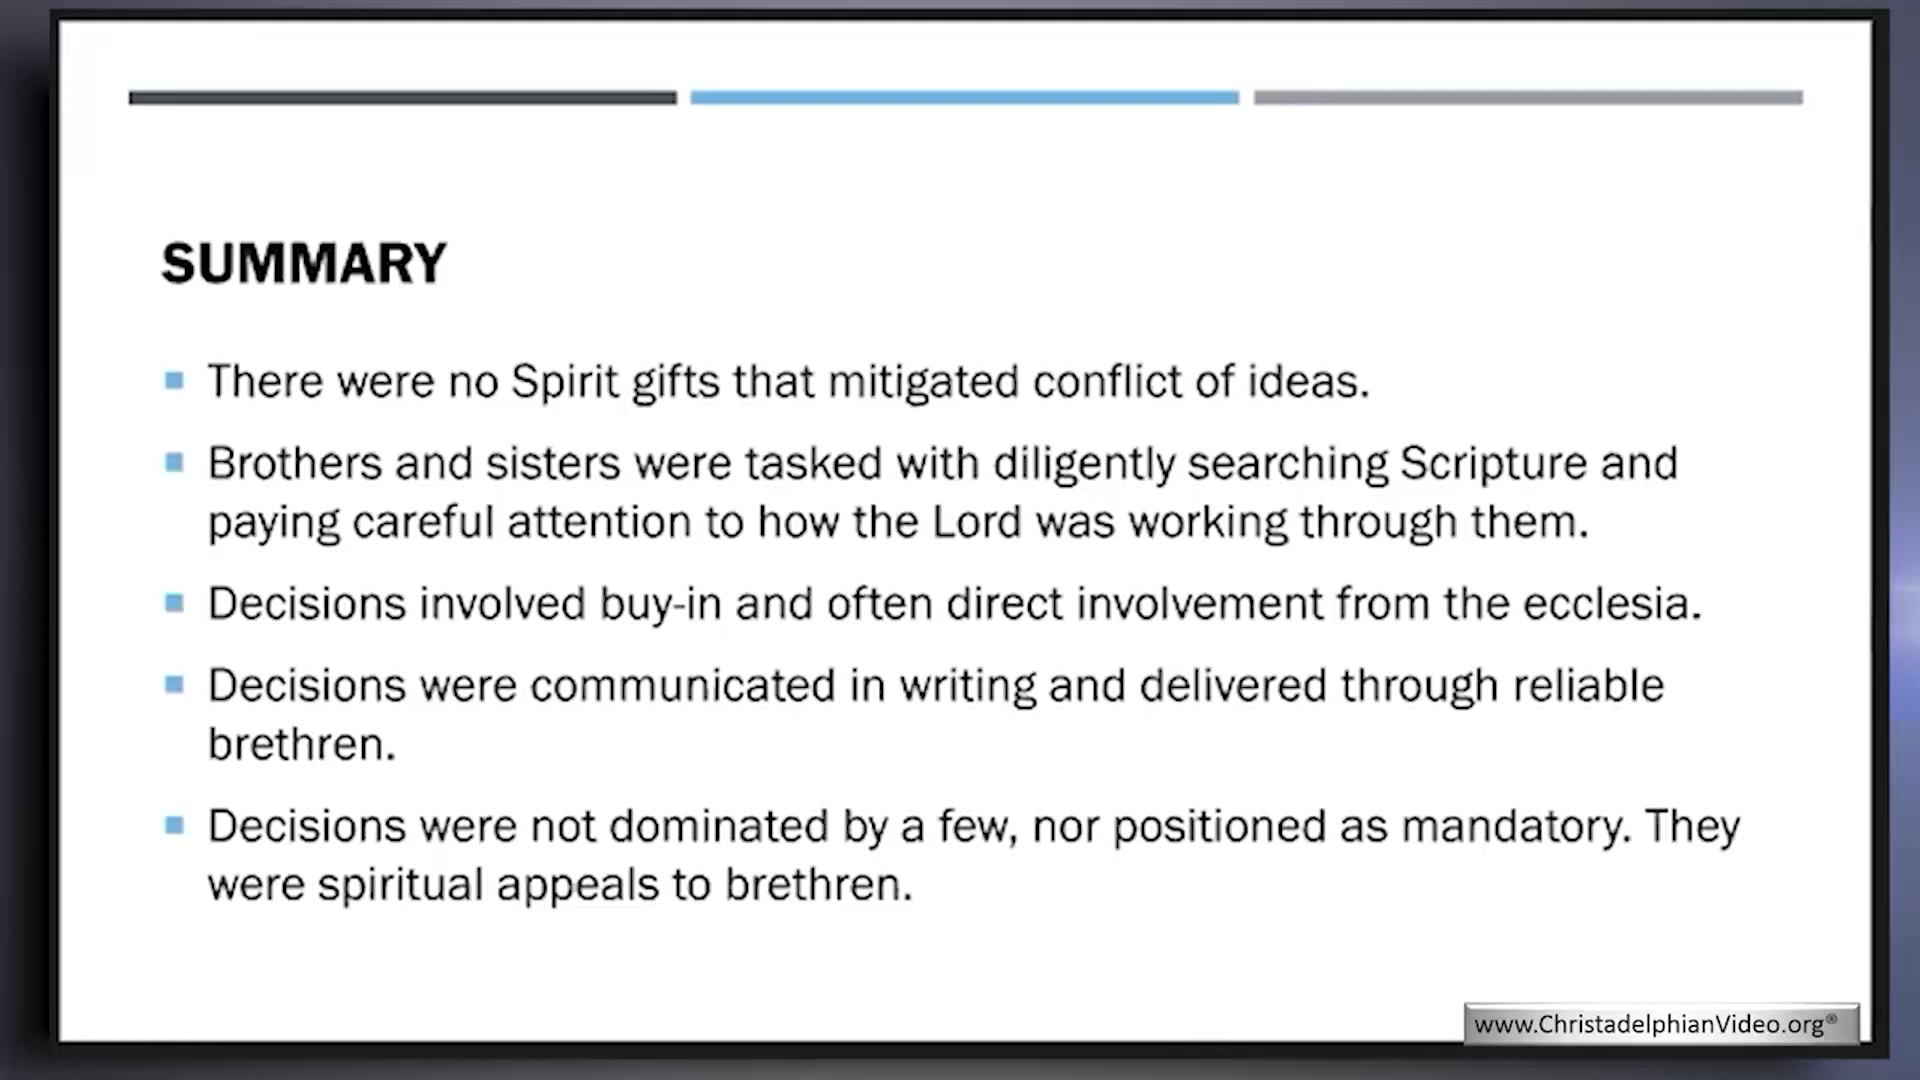 SUMMARY
There were no Spirit gifts that mitigated conflict of ideas.
Brothers and sisters were tasked with diligently searching Scripture and
paying careful attention to how the Lord was working through them.
Decisions involved buy-in and often direct involvement from the ecclesia.
Decisions were communicated in writing and delivered through reliable
brethren.
Decisions were not dominated by a few, nor positioned as mandatory. They
were spiritual appeals to brethren.
www.ChristadelphianVideo.org®